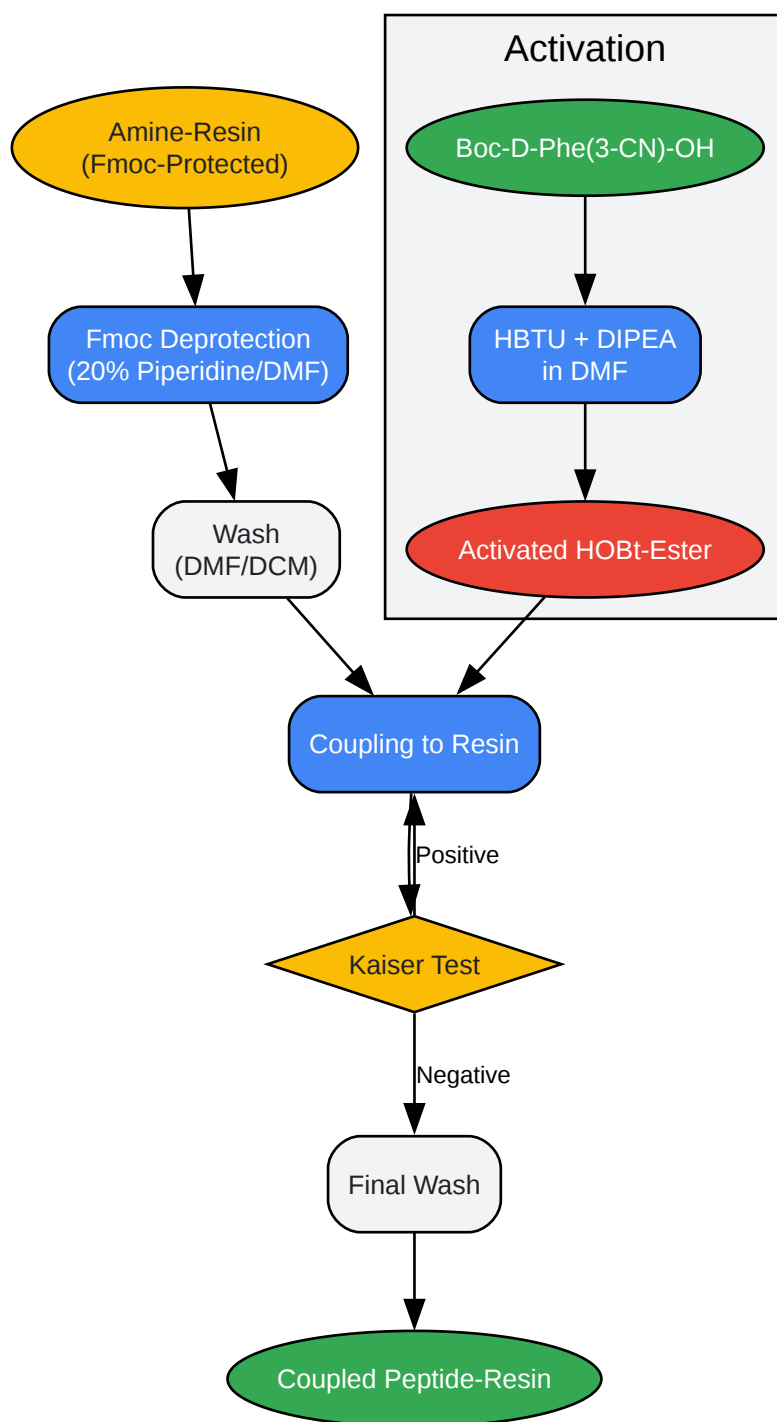 Activation
Amine-Resin
(Fmoc-Protected)
Boc-D-Phe(3-CN)-OH
Fmoc Deprotection
(20% Piperidine/DMF)
HBTU + DIPEA
in DMF
Wash
(DMF/DCM)
Activated HOBt-Ester
Coupling to Resin
Positive
Kaiser Test
Negative
Final Wash
Coupled Peptide-Resin